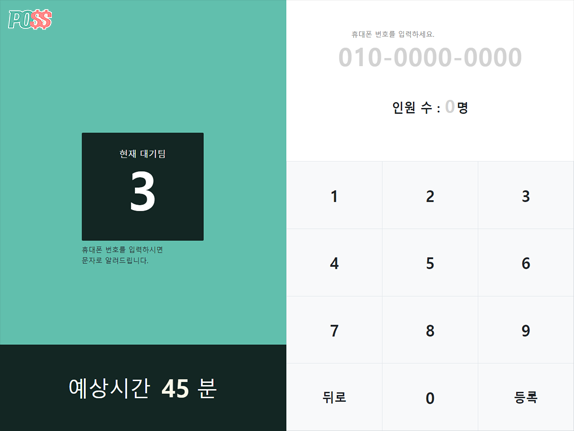 PO$$
현재 대기팀
3
휴대폰 번호를 입력하시면
문자로 알려드립니다.
예상시간 45 분
휴대폰 번호를 입력하세요.
010-0000-0000
인원 수 : 0명
1 2 3
4 5 6
7 8 9
뒤로 0 등록